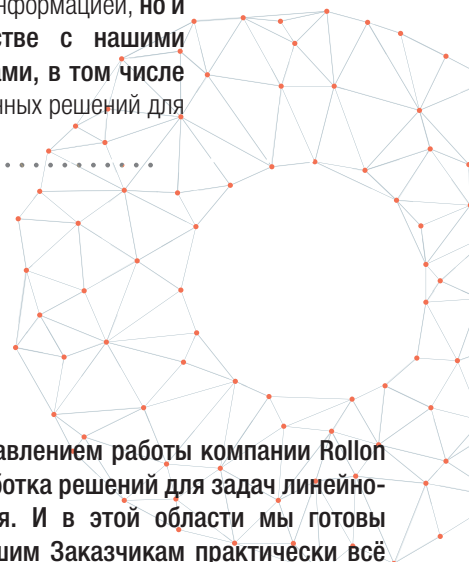 нформацией, но и
стве с нашими
ами, в том числе
нных решений для
авлением работы компании Rollon
ботка решений для задач линейно-
я. И в этой области мы готовы
шим Заказчикам практически всё